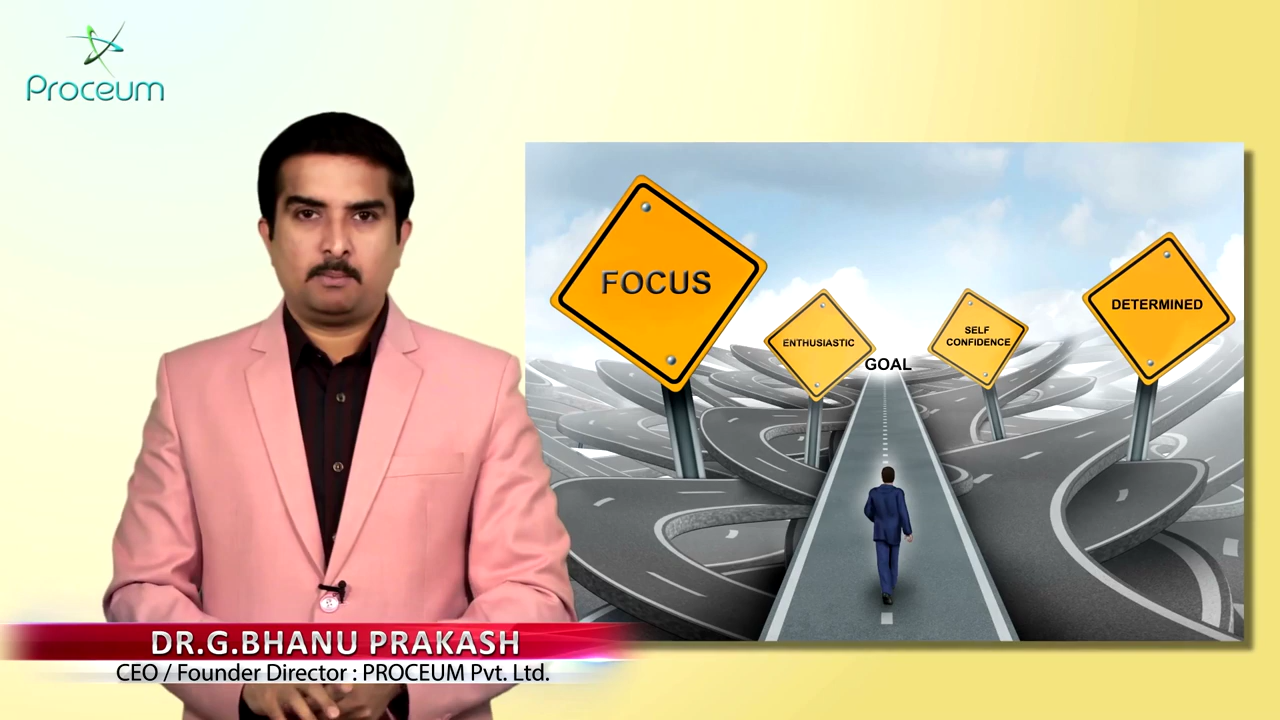 Proceum
FOCUS
ENTHUSIASTIC
GOAL
SELF
CONFIDENCE
DETERMINED
DR.G.BHANU PRAKASH
CEO / Founder Director : PROCEUM Pvt. Ltd.